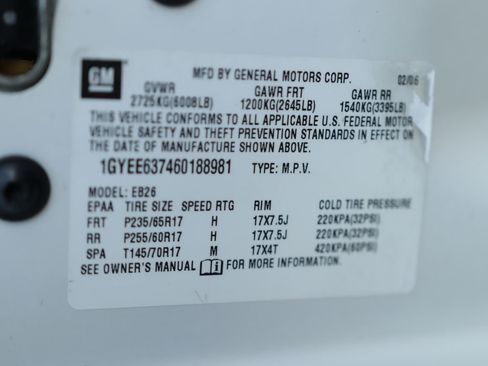 GM
MFD BY GENERAL MOTORS CORP. 02/06
GVWR GAWR FRT GAWR RR
2725KG(6008LB) 1200KG(2645LB) 1540KG(3395LB)
THIS VEHICLE CONFORMS TO ALL APPLICABLE U.S. FEDERAL MOTOR
VEHICLE SAFETY AND THEFT PREVENTION STANDARDS IN EFFECT ON
THE DATE OF MANUFACTURE SHOWN ABOVE.
1GYEE637460188981 TYPE: M.P.V.
MODEL: EB26
EPAA TIRE SIZE SPEED RTG RIM COLD TIRE PRESSURE
FRT P235/65R17 H 17X7.5J 220KPA(32PSI)
RR P255/60R17 H 17X7.5J 220KPA(32PSI)
SPA T145/70R17 M 17X4T 420KPA(60PSI)
SEE OWNER'S MANUAL FOR MORE INFORMATION.